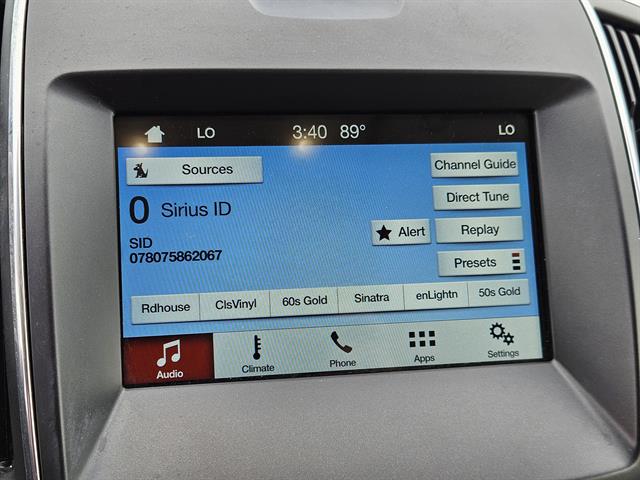 LO 3:40 89° LO
Sources
Channel Guide
0 Sirius ID
Direct Tune
SID
078075862067
Alert
Replay
Presets
Rdhouse ClsVinyl 60s Gold Sinatra enLightn 50s Gold
Audio Climate Phone Apps Settings